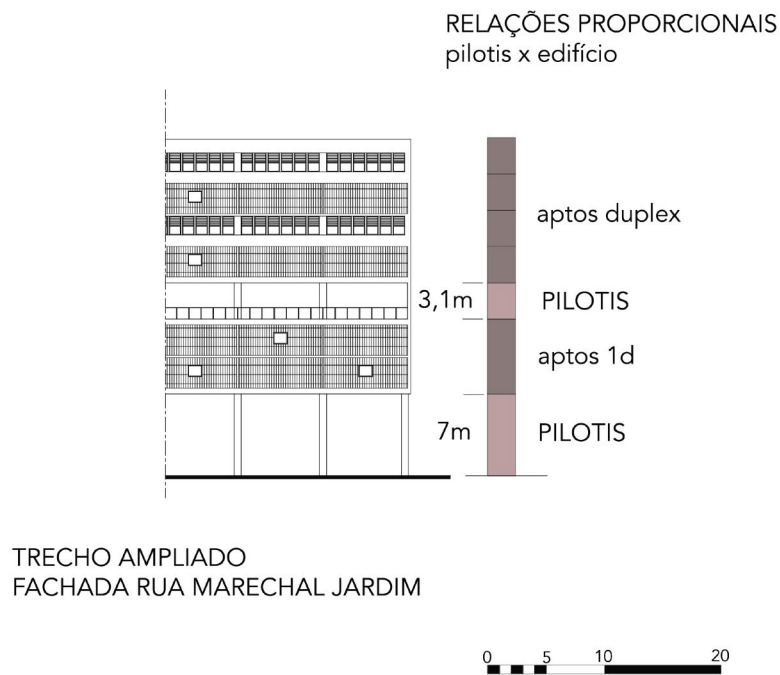 RELAÇÕES PROPORCIONAIS
pilotis x edifício
aptos duplex
3,1m PILOTIS
aptos 1d
7m PILOTIS
TRECHO AMPLIADO
FACHADA RUA MARECHAL JARDIM
0 5 10 20